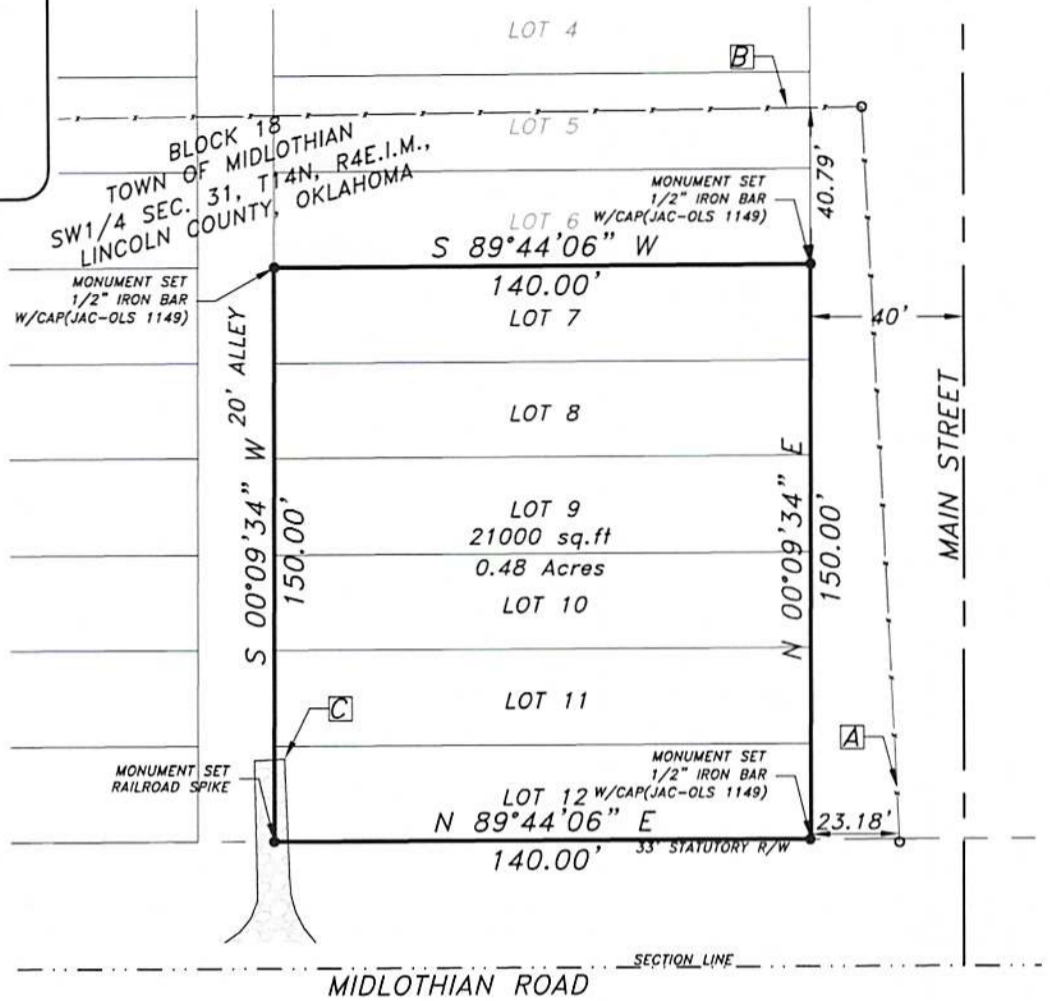 LOT 4
B
BLOCK 18
TOWN OF MIDLOTHIAN
SW1/4 SEC. 31, T14N, R4E.I.M.,
LINCOLN COUNTY, OKLAHOMA
LOT 5
40.79'
MONUMENT SET
1/2" IRON BAR
W/CAP(JAC-OLS 1149)
LOT 6
S 89°44'06" W
140.00'
MONUMENT SET
1/2" IRON BAR
W/CAP(JAC-OLS 1149)
LOT 7
40'
20' ALLEY
LOT 8
MAIN STREET
S 00°09'34" W
150.00'
LOT 9
21000 sq.ft
0.48 Acres
LOT 10
N 00°09'34" E
150.00'
LOT 11
C
A
MONUMENT SET
RAILROAD SPIKE
MONUMENT SET
1/2" IRON BAR
W/CAP(JAC-OLS 1149)
LOT 12
N 89°44'06" E
140.00'
23.18'
33' STATUTORY R/W
SECTION LINE
MIDLOTHIAN ROAD